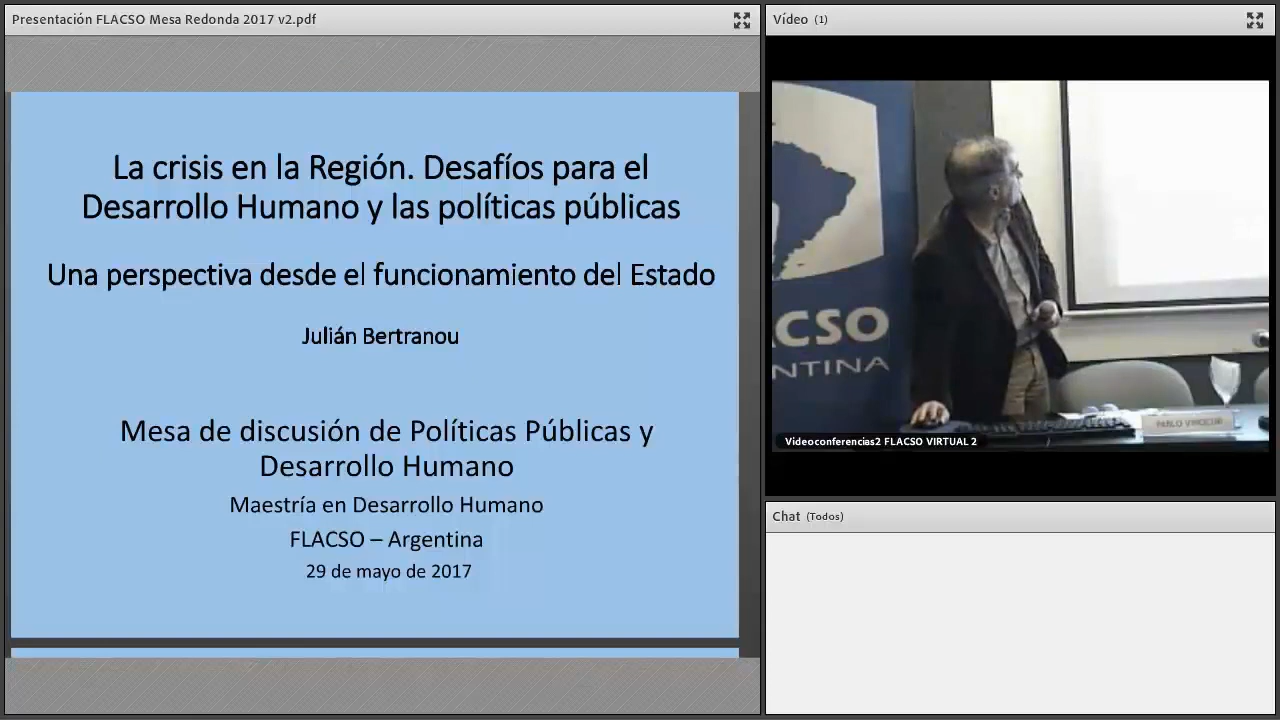 Presentación FLACSO Mesa Redonda 2017 v2.pdf
La crisis en la Región. Desafíos para el
Desarrollo Humano y las políticas públicas
Una perspectiva desde el funcionamiento del Estado
Julián Bertranou
Mesa de discusión de Políticas Públicas y
Desarrollo Humano
Maestría en Desarrollo Humano
FLACSO – Argentina
29 de mayo de 2017
Vídeo (1)
ACSO
NTINA
PABLO
Videoconferencias2 FLACSO VIRTUAL 2
Chat (Todos)